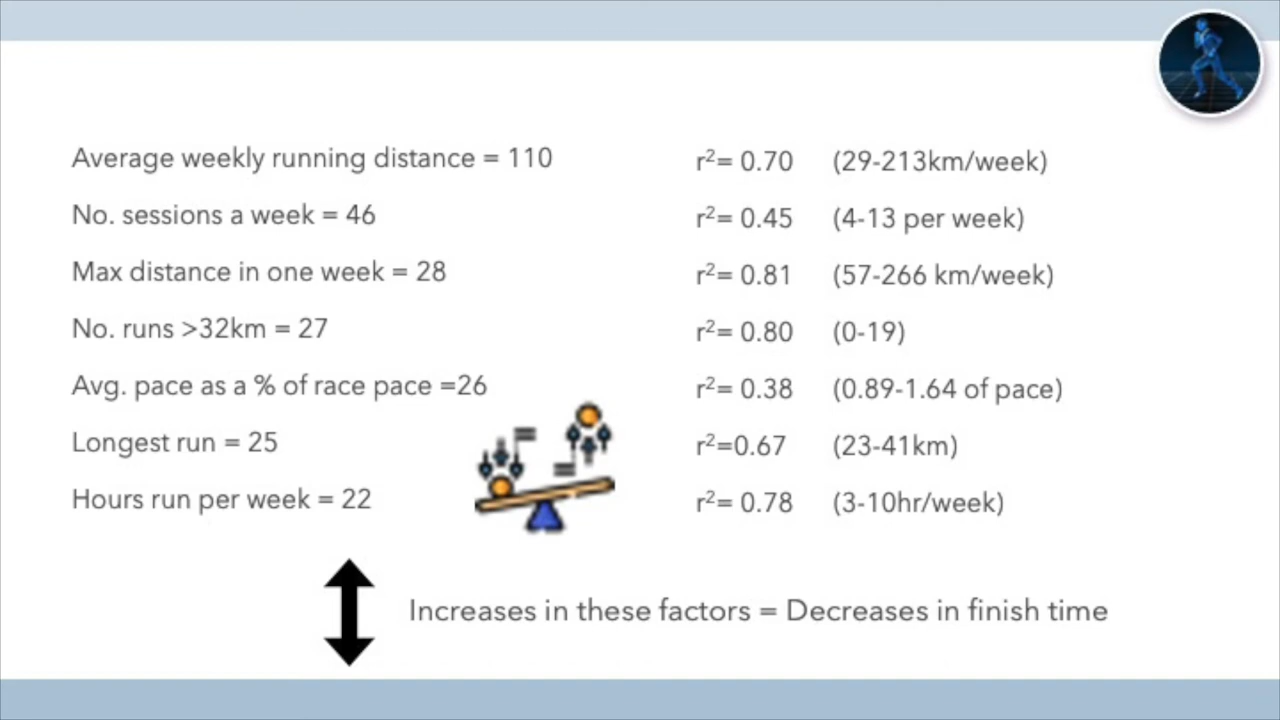 Average weekly running distance = 110 r²= 0.70 (29-213km/week)
No. sessions a week = 46 r²= 0.45 (4-13 per week)
Max distance in one week = 28 r²= 0.81 (57-266 km/week)
No. runs >32km = 27 r²= 0.80 (0-19)
Avg. pace as a % of race pace =26 r²= 0.38 (0.89-1.64 of pace)
Longest run = 25 r²=0.67 (23-41km)
Hours run per week = 22 r²= 0.78 (3-10hr/week)
Increases in these factors = Decreases in finish time